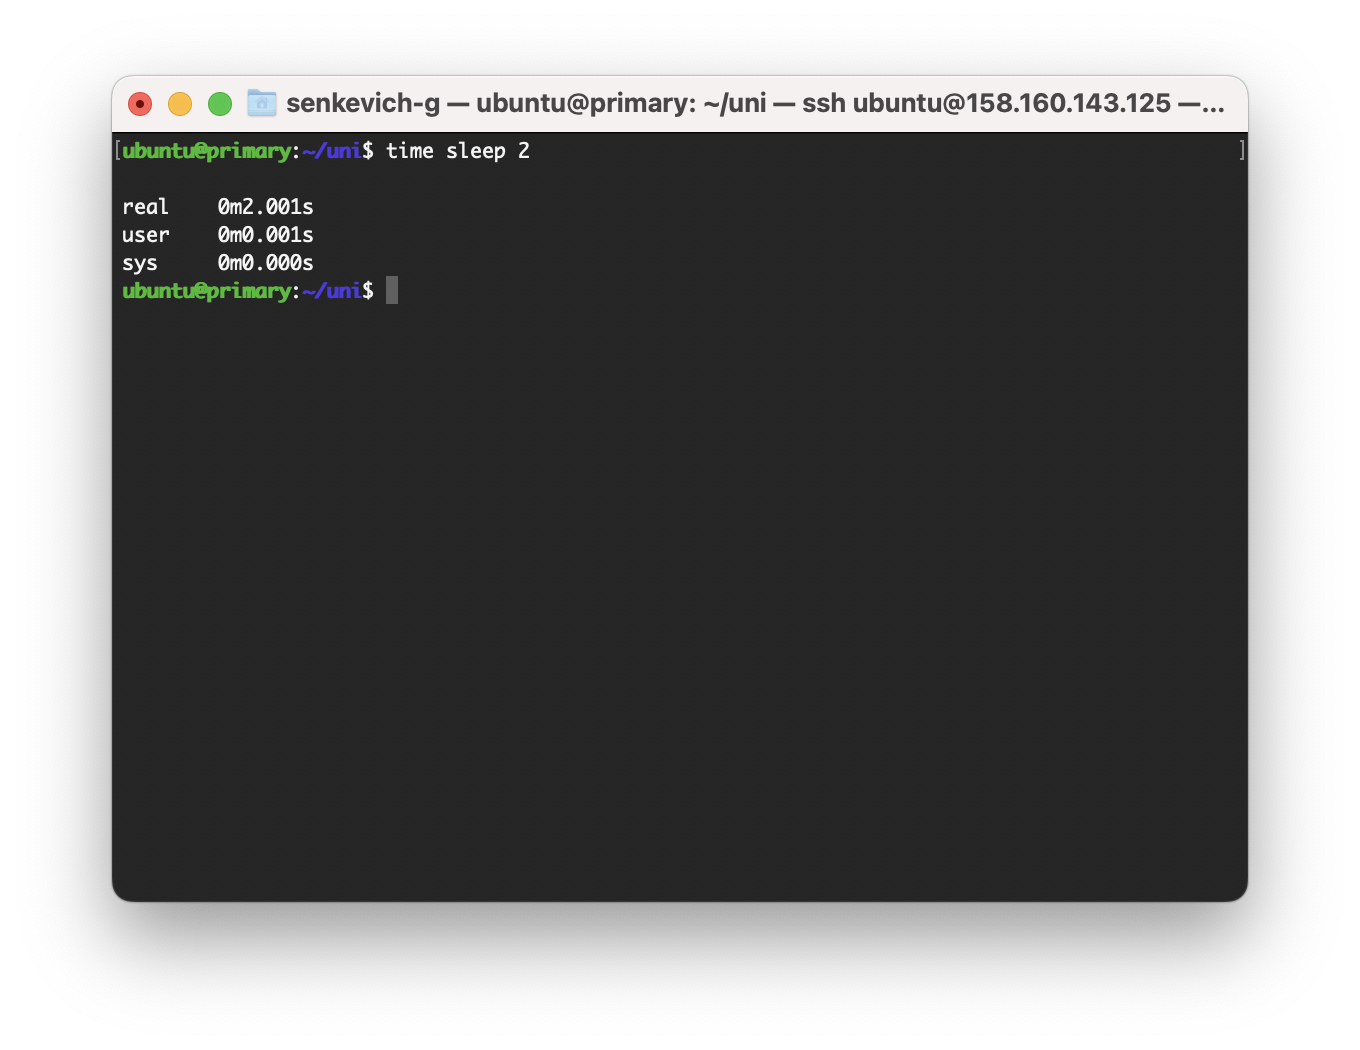 senkevich-g — ubuntu@primary: ~/uni — ssh ubuntu@158.160.143.125 —...
[ubuntu@primary:~/uni$ time sleep 2 ]
real 0m2.001s
user 0m0.001s
sys 0m0.000s
ubuntu@primary:~/uni$